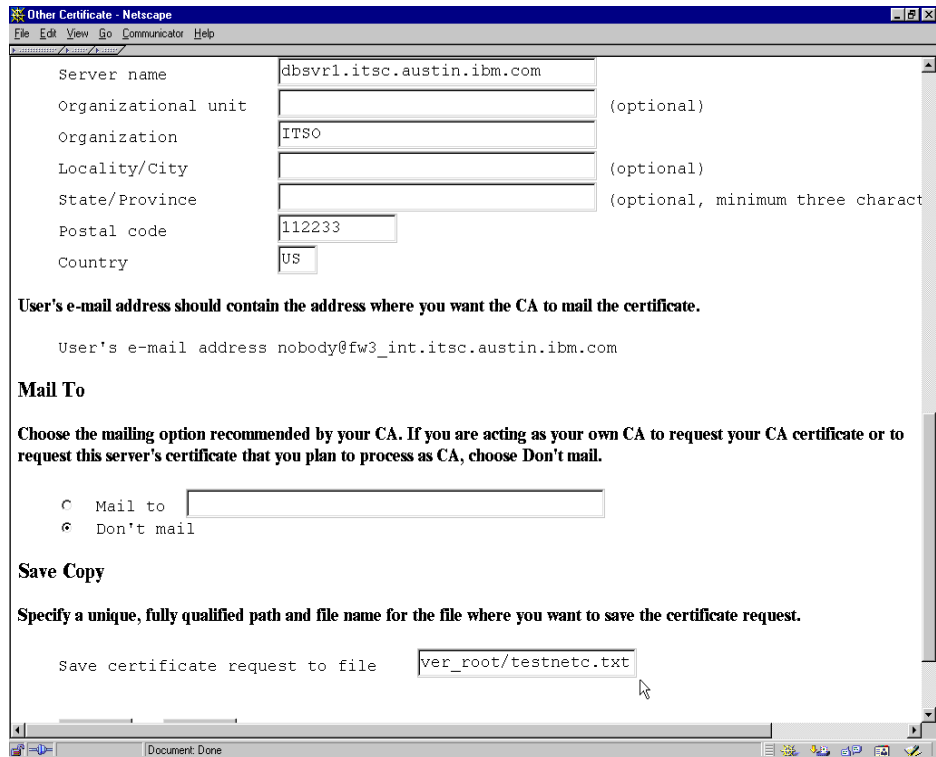 Other Certificate - Netscape
File Edit View Go Communicator Help
Server name dbsvr1.itsc.austin.ibm.com
Organizational unit (optional)
Organization ITSO
Locality/City (optional)
State/Province (optional, minimum three charact
Postal code 112233
Country US
User's e-mail address should contain the address where you want the CA to mail the certificate.
User's e-mail address nobody@fw3_int.itsc.austin.ibm.com
Mail To
Choose the mailing option recommended by your CA. If you are acting as your own CA to request your CA certificate or to
request this server's certificate that you plan to process as CA, choose Don't mail.
Mail to
Don't mail
Save Copy
Specify a unique, fully qualified path and file name for the file where you want to save the certificate request.
Save certificate request to file ver_root/testnetc.txt
Document: Done